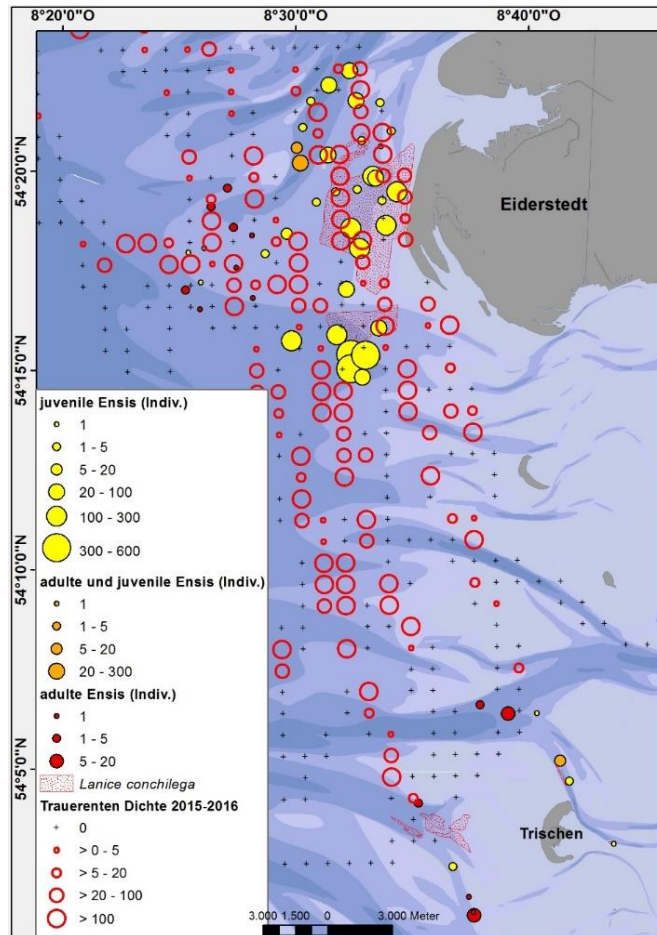 8°20'0"O 8°30'0"O 8°40'0"O
54°20'0"N
Eiderstedt
54°15'0"N
juvenile Ensis (Indiv.)
1
1 - 5
5 - 20
20 - 100
100 - 300
300 - 600
54°10'0"N
adulte und juvenile Ensis (Indiv.)
1
1 - 5
5 - 20
20 - 300
adulte Ensis (Indiv.)
1
1 - 5
5 - 20
54°5'0"N
Lanice conchilega
Trauerenten Dichte 2015-2016
0
> 0 - 5
> 5 - 20
> 20 - 100
> 100
Trischen
3.000 1.500 0 3.000 Meter